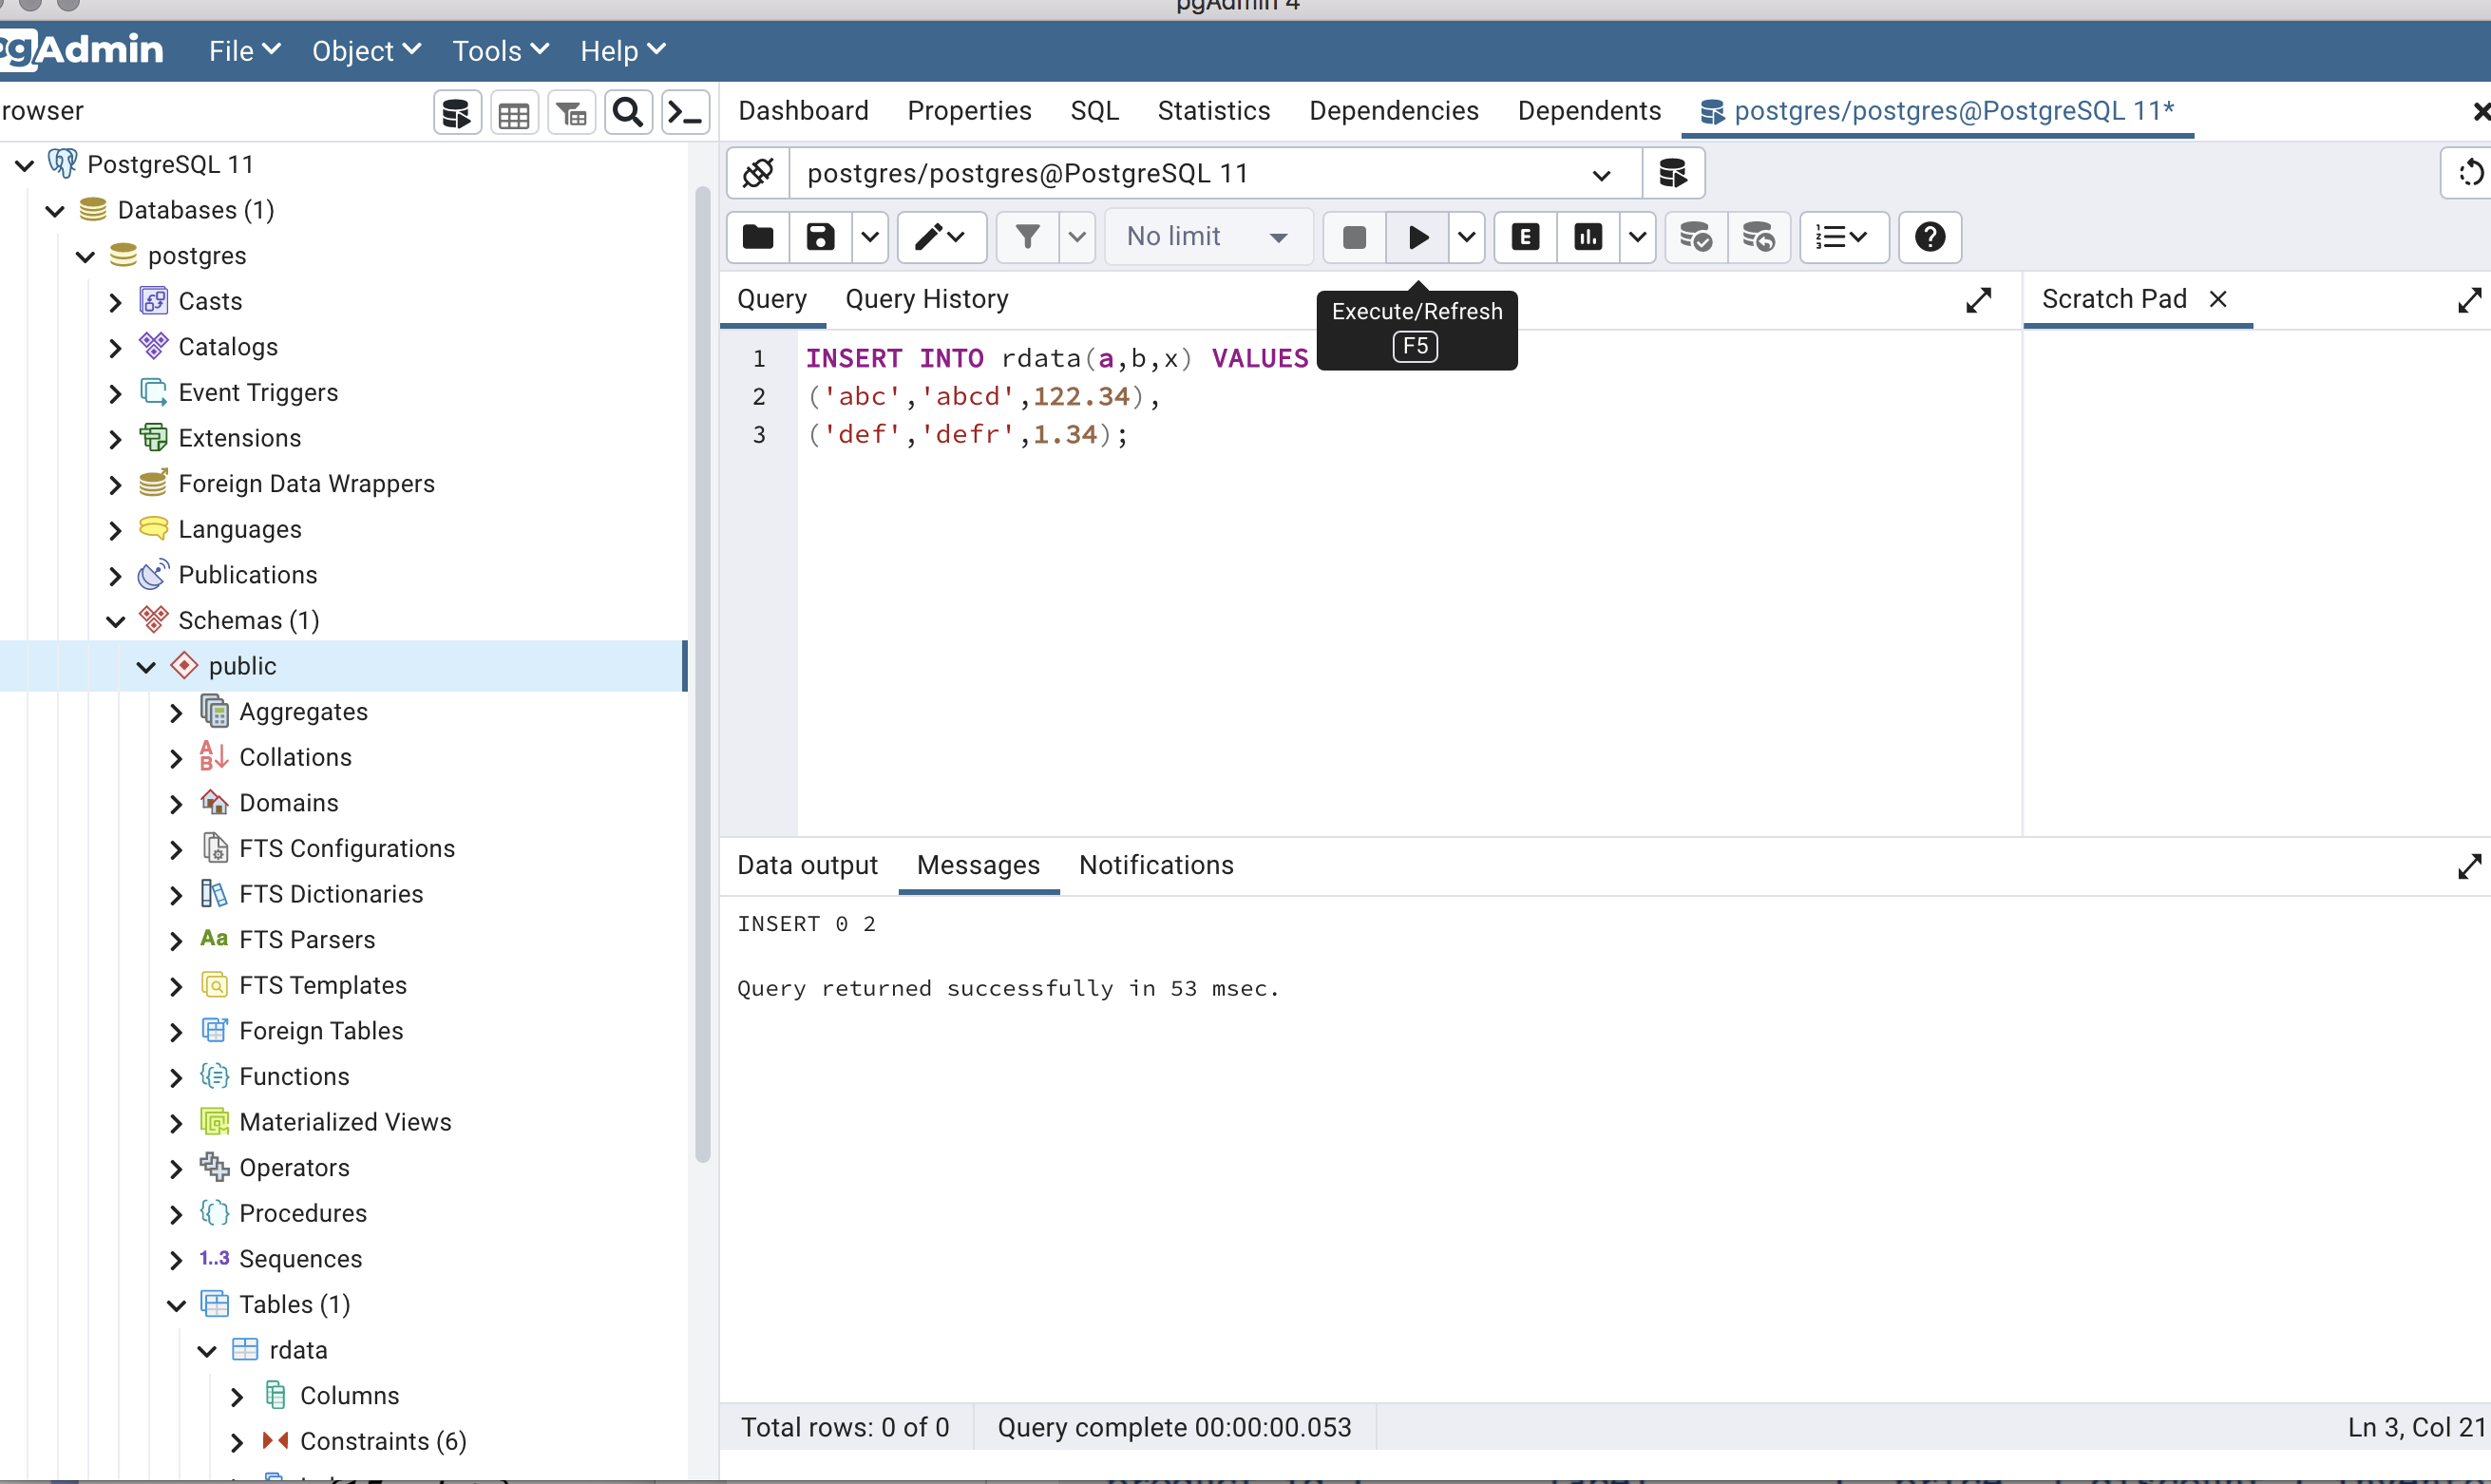 pgAdmin 4
pgAdmin File Object Tools Help
rowser
Dashboard Properties SQL Statistics Dependencies Dependents postgres/postgres@PostgreSQL 11*
PostgreSQL 11
Databases (1)
postgres
Casts
Catalogs
Event Triggers
Extensions
Foreign Data Wrappers
Languages
Publications
Schemas (1)
public
Aggregates
Collations
Domains
FTS Configurations
FTS Dictionaries
Aa FTS Parsers
FTS Templates
Foreign Tables
Functions
Materialized Views
Operators
Procedures
1..3 Sequences
Tables (1)
rdata
Columns
Constraints (6)
postgres/postgres@PostgreSQL 11
No limit
E
Query Query History
Execute/Refresh
F5
Scratch Pad
1 INSERT INTO rdata(a,b,x) VALUES
2 ('abc','abcd',122.34),
3 ('def','defr',1.34);
Data output Messages Notifications
INSERT 0 2
Query returned successfully in 53 msec.
Total rows: 0 of 0 Query complete 00:00:00.053 Ln 3, Col 21